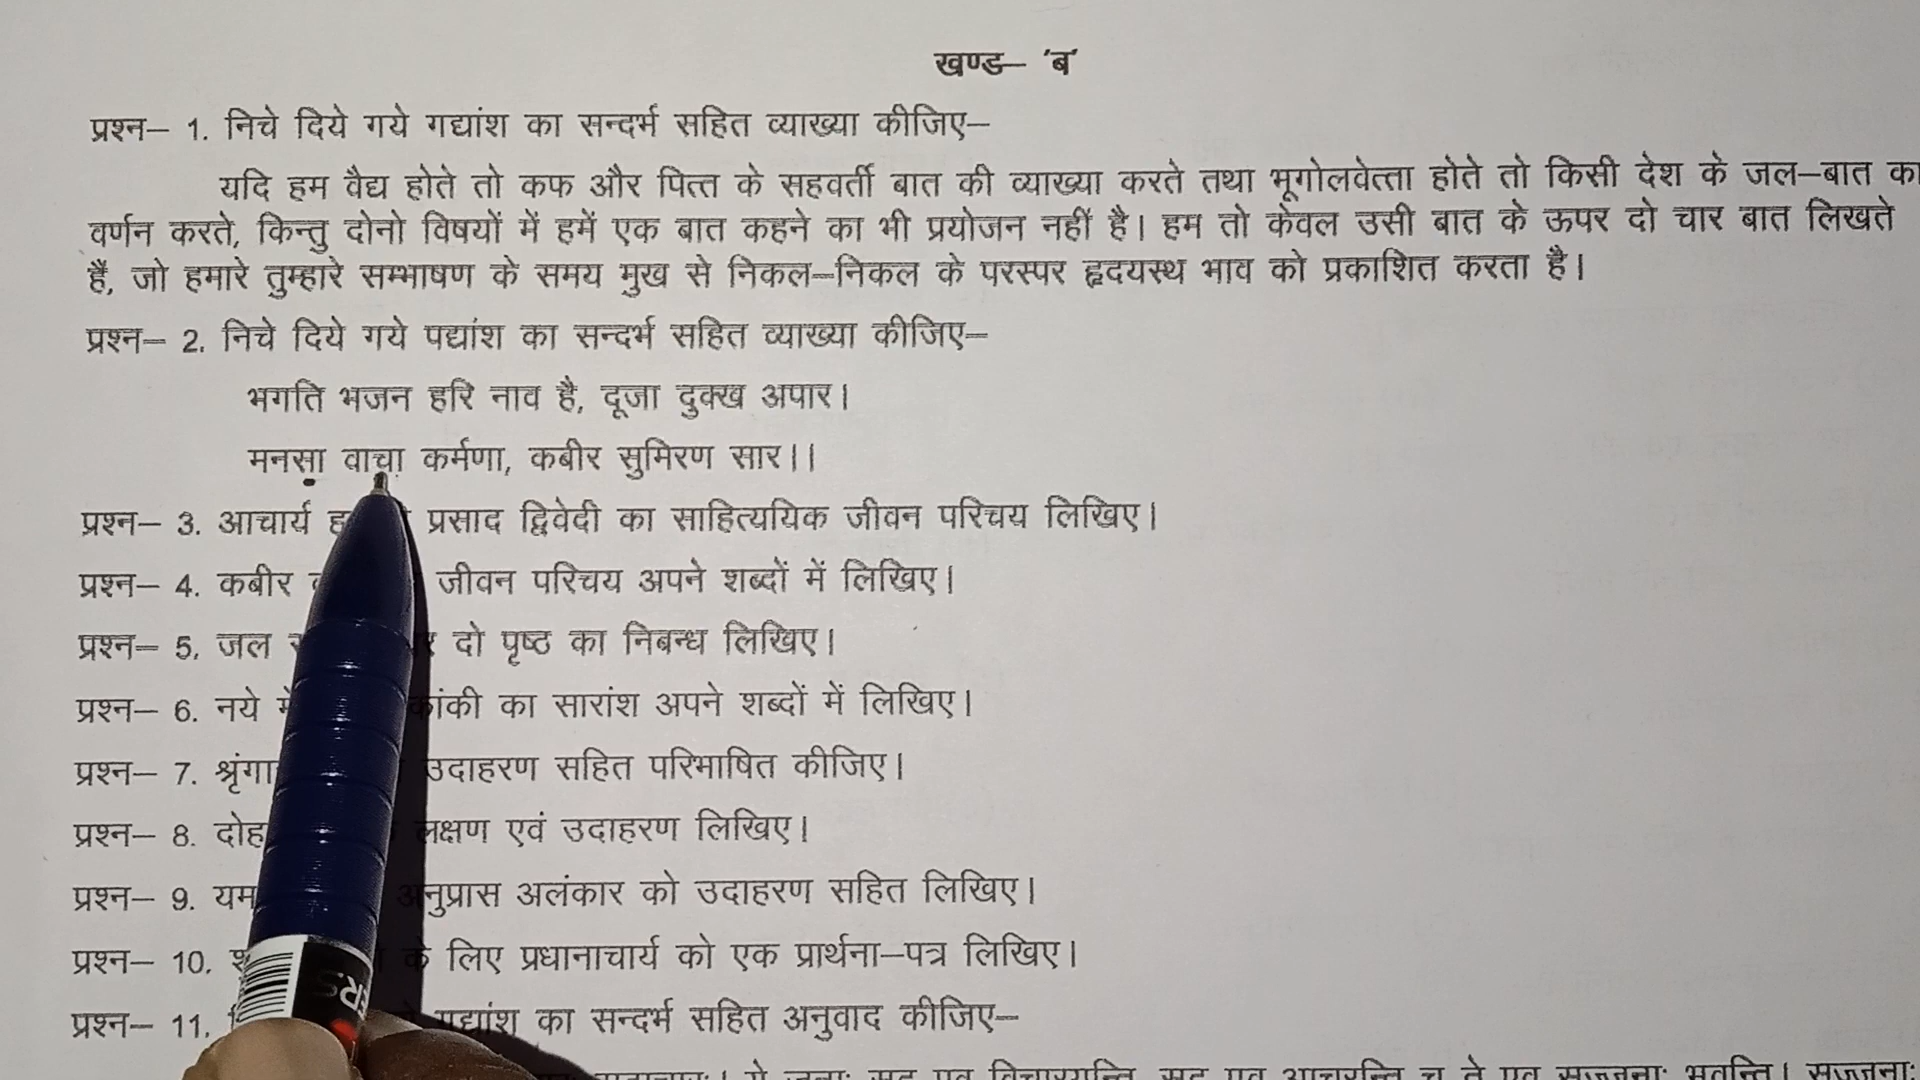 खण्ड– 'ब'
प्रश्न– 1. निचे दिये गये गद्यांश का सन्दर्भ सहित व्याख्या कीजिए–
यदि हम वैद्य होते तो कफ और पित्त के सहवर्ती बात की व्याख्या करते तथा भूगोलवेत्ता होते तो किसी देश के जल–बात का
वर्णन करते, किन्तु दोनो विषयों में हमें एक बात कहने का भी प्रयोजन नहीं है। हम तो केवल उसी बात के ऊपर दो चार बात लिखते
हैं, जो हमारे तुम्हारे सम्भाषण के समय मुख से निकल–निकल के परस्पर हृदयस्थ भाव को प्रकाशित करता है।
प्रश्न– 2. निचे दिये गये पद्यांश का सन्दर्भ सहित व्याख्या कीजिए–
भगति भजन हरि नाव है, दूजा दुक्ख अपार।
मनसा वाचा कर्मणा, कबीर सुमिरण सार।।
प्रश्न– 3. आचार्य प्रसाद द्विवेदी का साहित्ययिक जीवन परिचय लिखिए।
प्रश्न– 4. कबीर जीवन परिचय अपने शब्दों में लिखिए।
प्रश्न– 5. जल दो पृष्ठ का निबन्ध लिखिए।
प्रश्न– 6. नये का सारांश अपने शब्दों में लिखिए।
प्रश्न– 7. उदाहरण सहित परिभाषित कीजिए।
प्रश्न– 8. लक्षण एवं उदाहरण लिखिए।
प्रश्न– 9. अनुप्रास अलंकार को उदाहरण सहित लिखिए।
प्रश्न– 10. के लिए प्रधानाचार्य को एक प्रार्थना–पत्र लिखिए।
प्रश्न– 11. गद्यांश का सन्दर्भ सहित अनुवाद कीजिए–